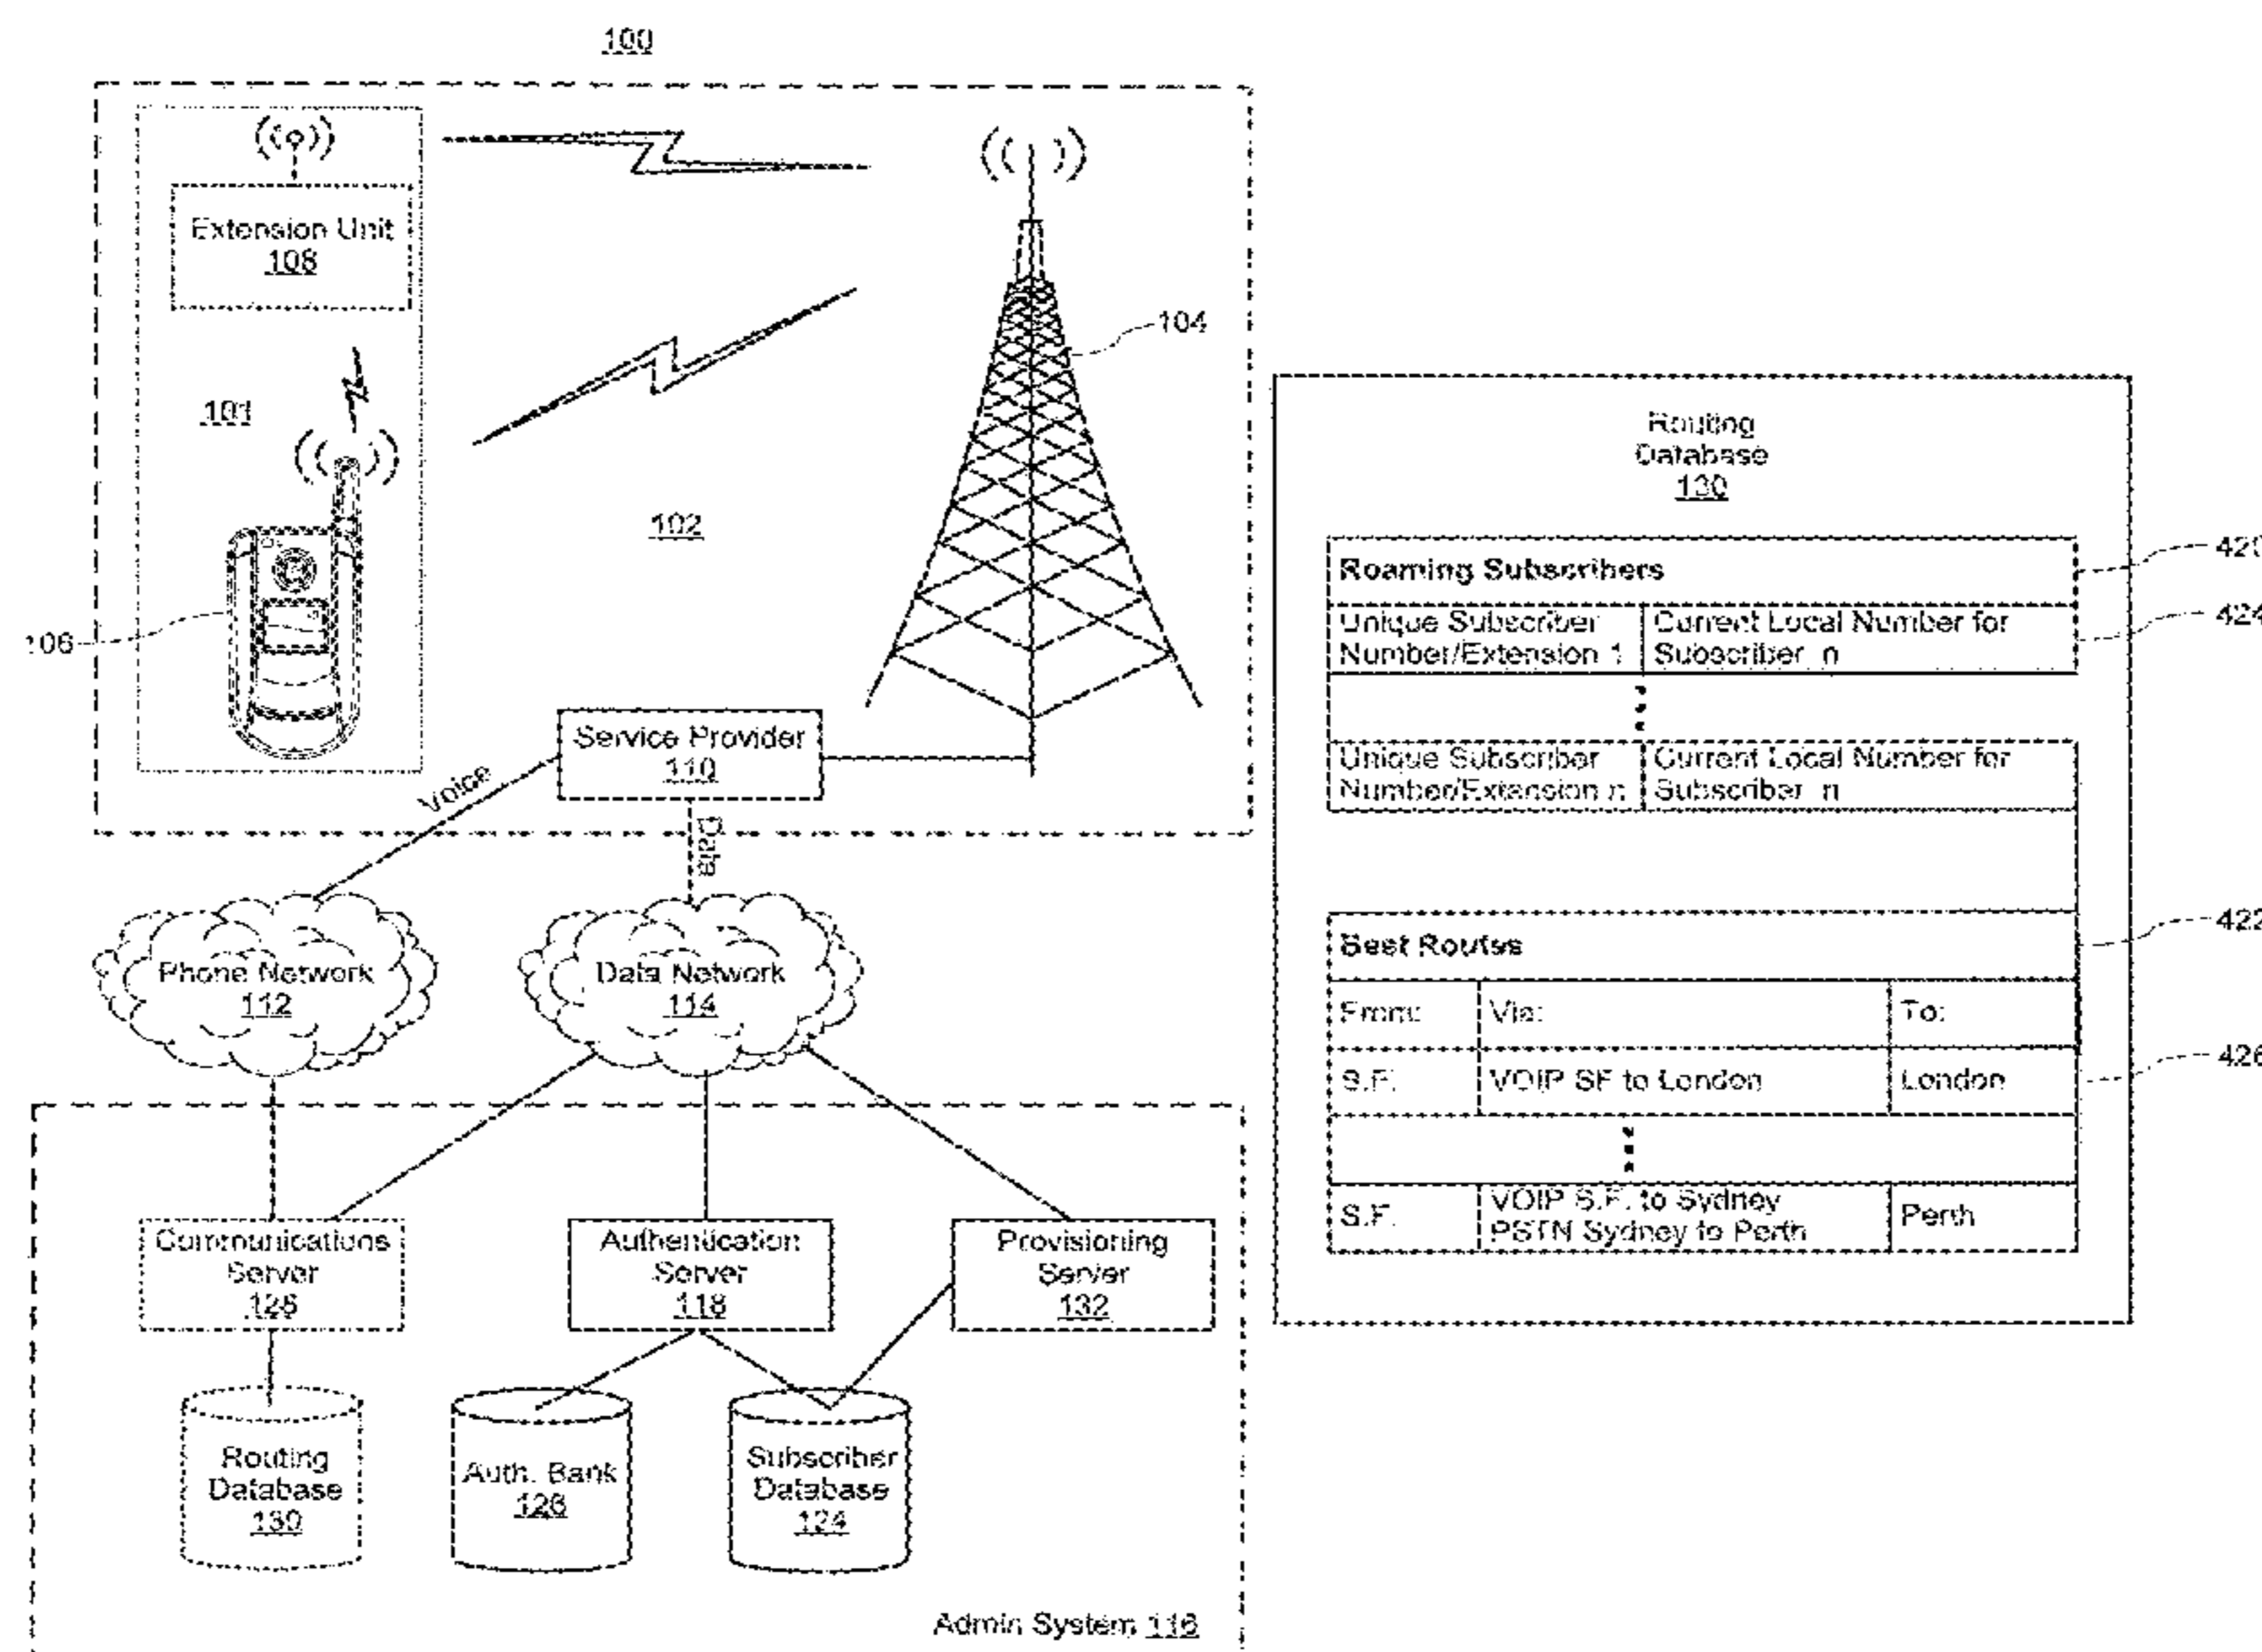 100
Extension Unit
108
101
102
104
106
Service Provider
110
Voice
Data
Phone Network
112
Data Network
114
Communications
Server
Authentication
Server
118
Provisioning
Server
132
Routing
Database
130
Auth. Bank
Subscriber
Database
124
Admin System 116
Routing
Database
130
Roaming Subscribers
Unique Subscriber
Number/Extension 1
Current Local Number for
Subscriber n
Unique Subscriber
Number/Extension n
Current Local Number for
Subscriber n
420
424
Best Routes
From:
Via:
To:
S.F.
VOIP SF to London
London
S.F.
VOIP S.F. to Sydney
PSTN Sydney to Perth
Perth
422
426